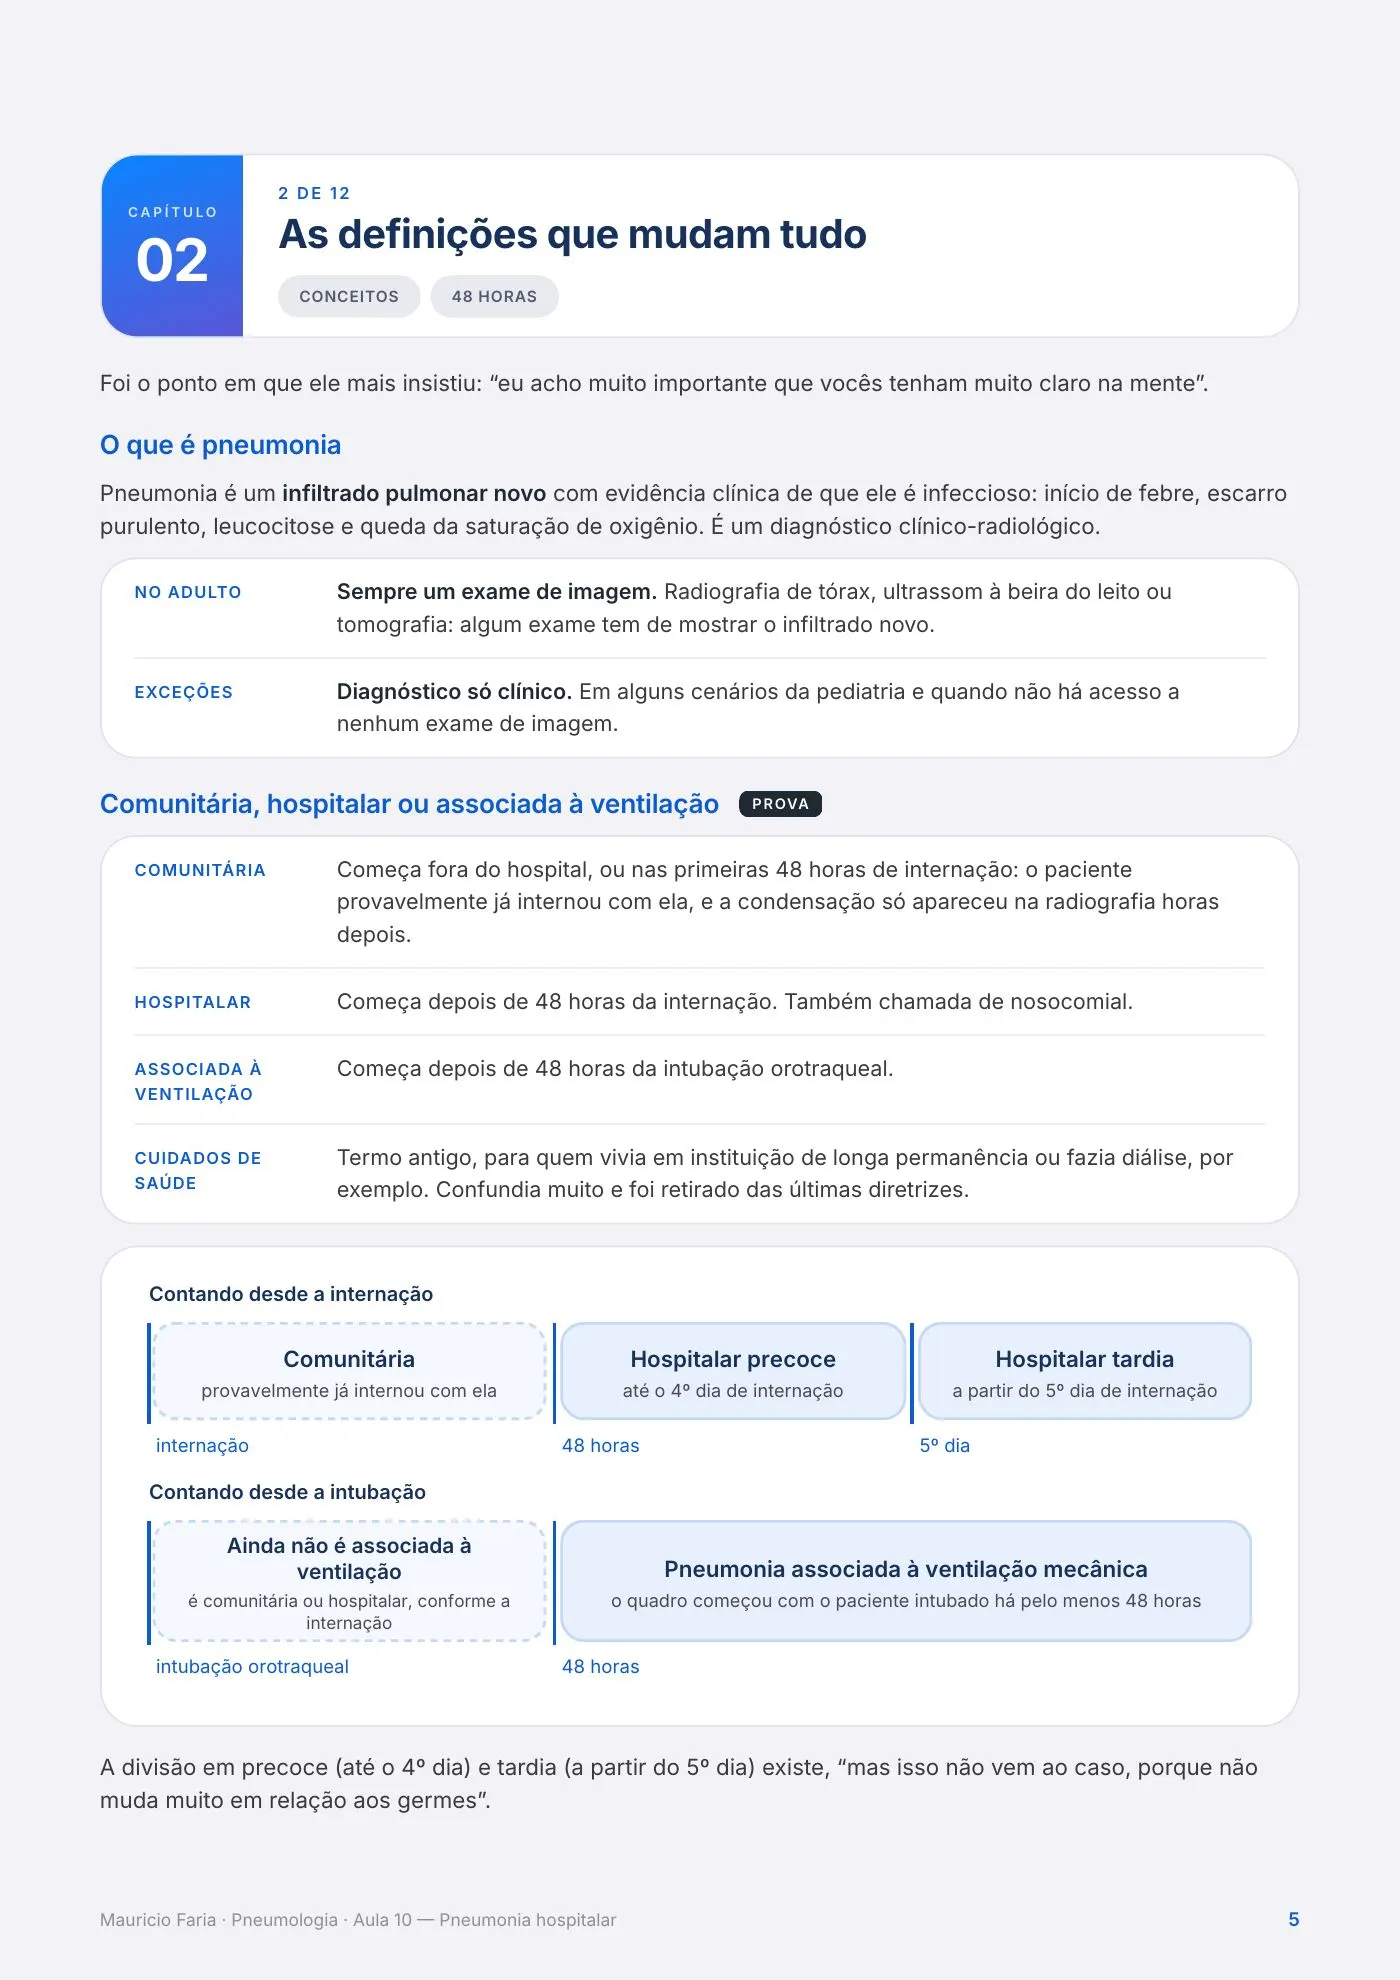 CAPÍTULO
02
2 DE 12
As definições que mudam tudo
CONCEITOS
48 HORAS
Foi o ponto em que ele mais insistiu: “eu acho muito importante que vocês tenham muito claro na mente”.
O que é pneumonia
Pneumonia é um infiltrado pulmonar novo com evidência clínica de que ele é infeccioso: início de febre, escarro
purulento, leucocitose e queda da saturação de oxigênio. É um diagnóstico clínico-radiológico.
NO ADULTO
Sempre um exame de imagem. Radiografia de tórax, ultrassom à beira do leito ou
tomografia: algum exame tem de mostrar o infiltrado novo.
EXCEÇÕES
Diagnóstico só clínico. Em alguns cenários da pediatria e quando não há acesso a
nenhum exame de imagem.
Comunitária, hospitalar ou associada à ventilação
PROVA
COMUNITÁRIA
Começa fora do hospital, ou nas primeiras 48 horas de internação: o paciente
provavelmente já internou com ela, e a condensação só apareceu na radiografia horas
depois.
HOSPITALAR
Começa depois de 48 horas da internação. Também chamada de nosocomial.
ASSOCIADA À
VENTILAÇÃO
Começa depois de 48 horas da intubação orotraqueal.
CUIDADOS DE
SAÚDE
Termo antigo, para quem vivia em instituição de longa permanência ou fazia diálise, por
exemplo. Confundia muito e foi retirado das últimas diretrizes.
Contando desde a internação
Comunitária
provavelmente já internou com ela
Hospitalar precoce
até o 4º dia de internação
Hospitalar tardia
a partir do 5º dia de internação
internação
48 horas
5º dia
Contando desde a intubação
Ainda não é associada à
ventilação
é comunitária ou hospitalar, conforme a
internação
Pneumonia associada à ventilação mecânica
o quadro começou com o paciente intubado há pelo menos 48 horas
intubação orotraqueal
48 horas
A divisão em precoce (até o 4º dia) e tardia (a partir do 5º dia) existe, “mas isso não vem ao caso, porque não
muda muito em relação aos germes”.
Mauricio Faria · Pneumologia · Aula 10 — Pneumonia hospitalar
5